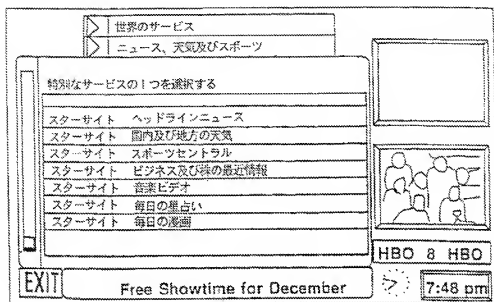 世界のサービス
ニュース、天気及びスポーツ
特別なサービスの1つを選択する
スターサイト ヘッドラインニュース
スターサイト 国内及び地方の天気
スターサイト スポーツセントラル
スターサイト ビジネス及び株の最近情報
スターサイト 音楽ビデオ
スターサイト 毎日の星占い
スターサイト 毎日の漫画
HBO 8 HBO
EXIT Free Showtime for December 7:48 pm